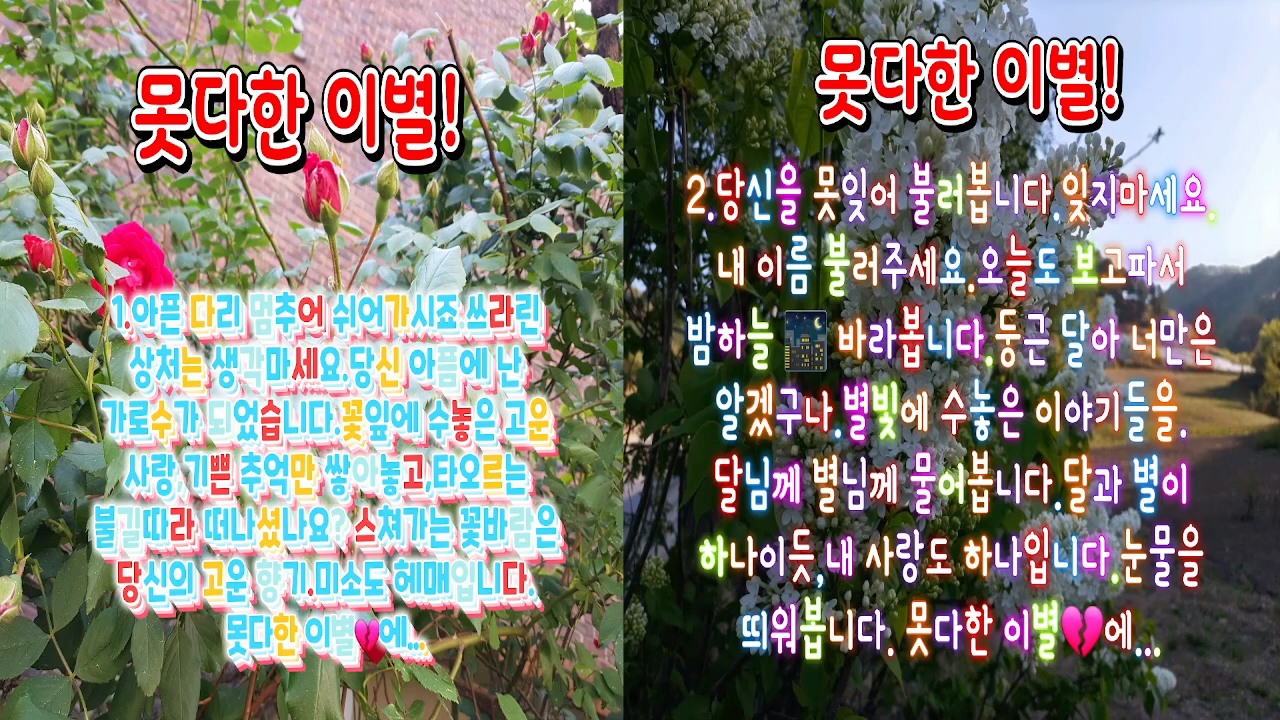 못다한 이별!
1.아픈 다리 멈추어 쉬어가시죠.쓰라린
상처는 생각마세요.당신 아픔에 난
가로수가 되었습니다.꽃잎에 수놓은 고운
사랑,기쁜 추억만 쌓아놓고,타오르는
불길따라 떠나셨나요? 스쳐가는 꽃바람은
당신의 고운 향기.미소도 헤매입니다.
못다한 이별💔에...
못다한 이별!
2.당신을 못잊어 불러봅니다.잊지마세요.
내 이름 불러주세요.오늘도 보고파서
밤하늘🌃 바라봅니다.둥근 달아 너만은
알겠구나.별빛에 수놓은 이야기들을.
달님께 별님께 물어봅니다.달과 별이
하나이듯,내 사랑도 하나입니다.눈물을
띄워봅니다. 못다한 이별💔에...